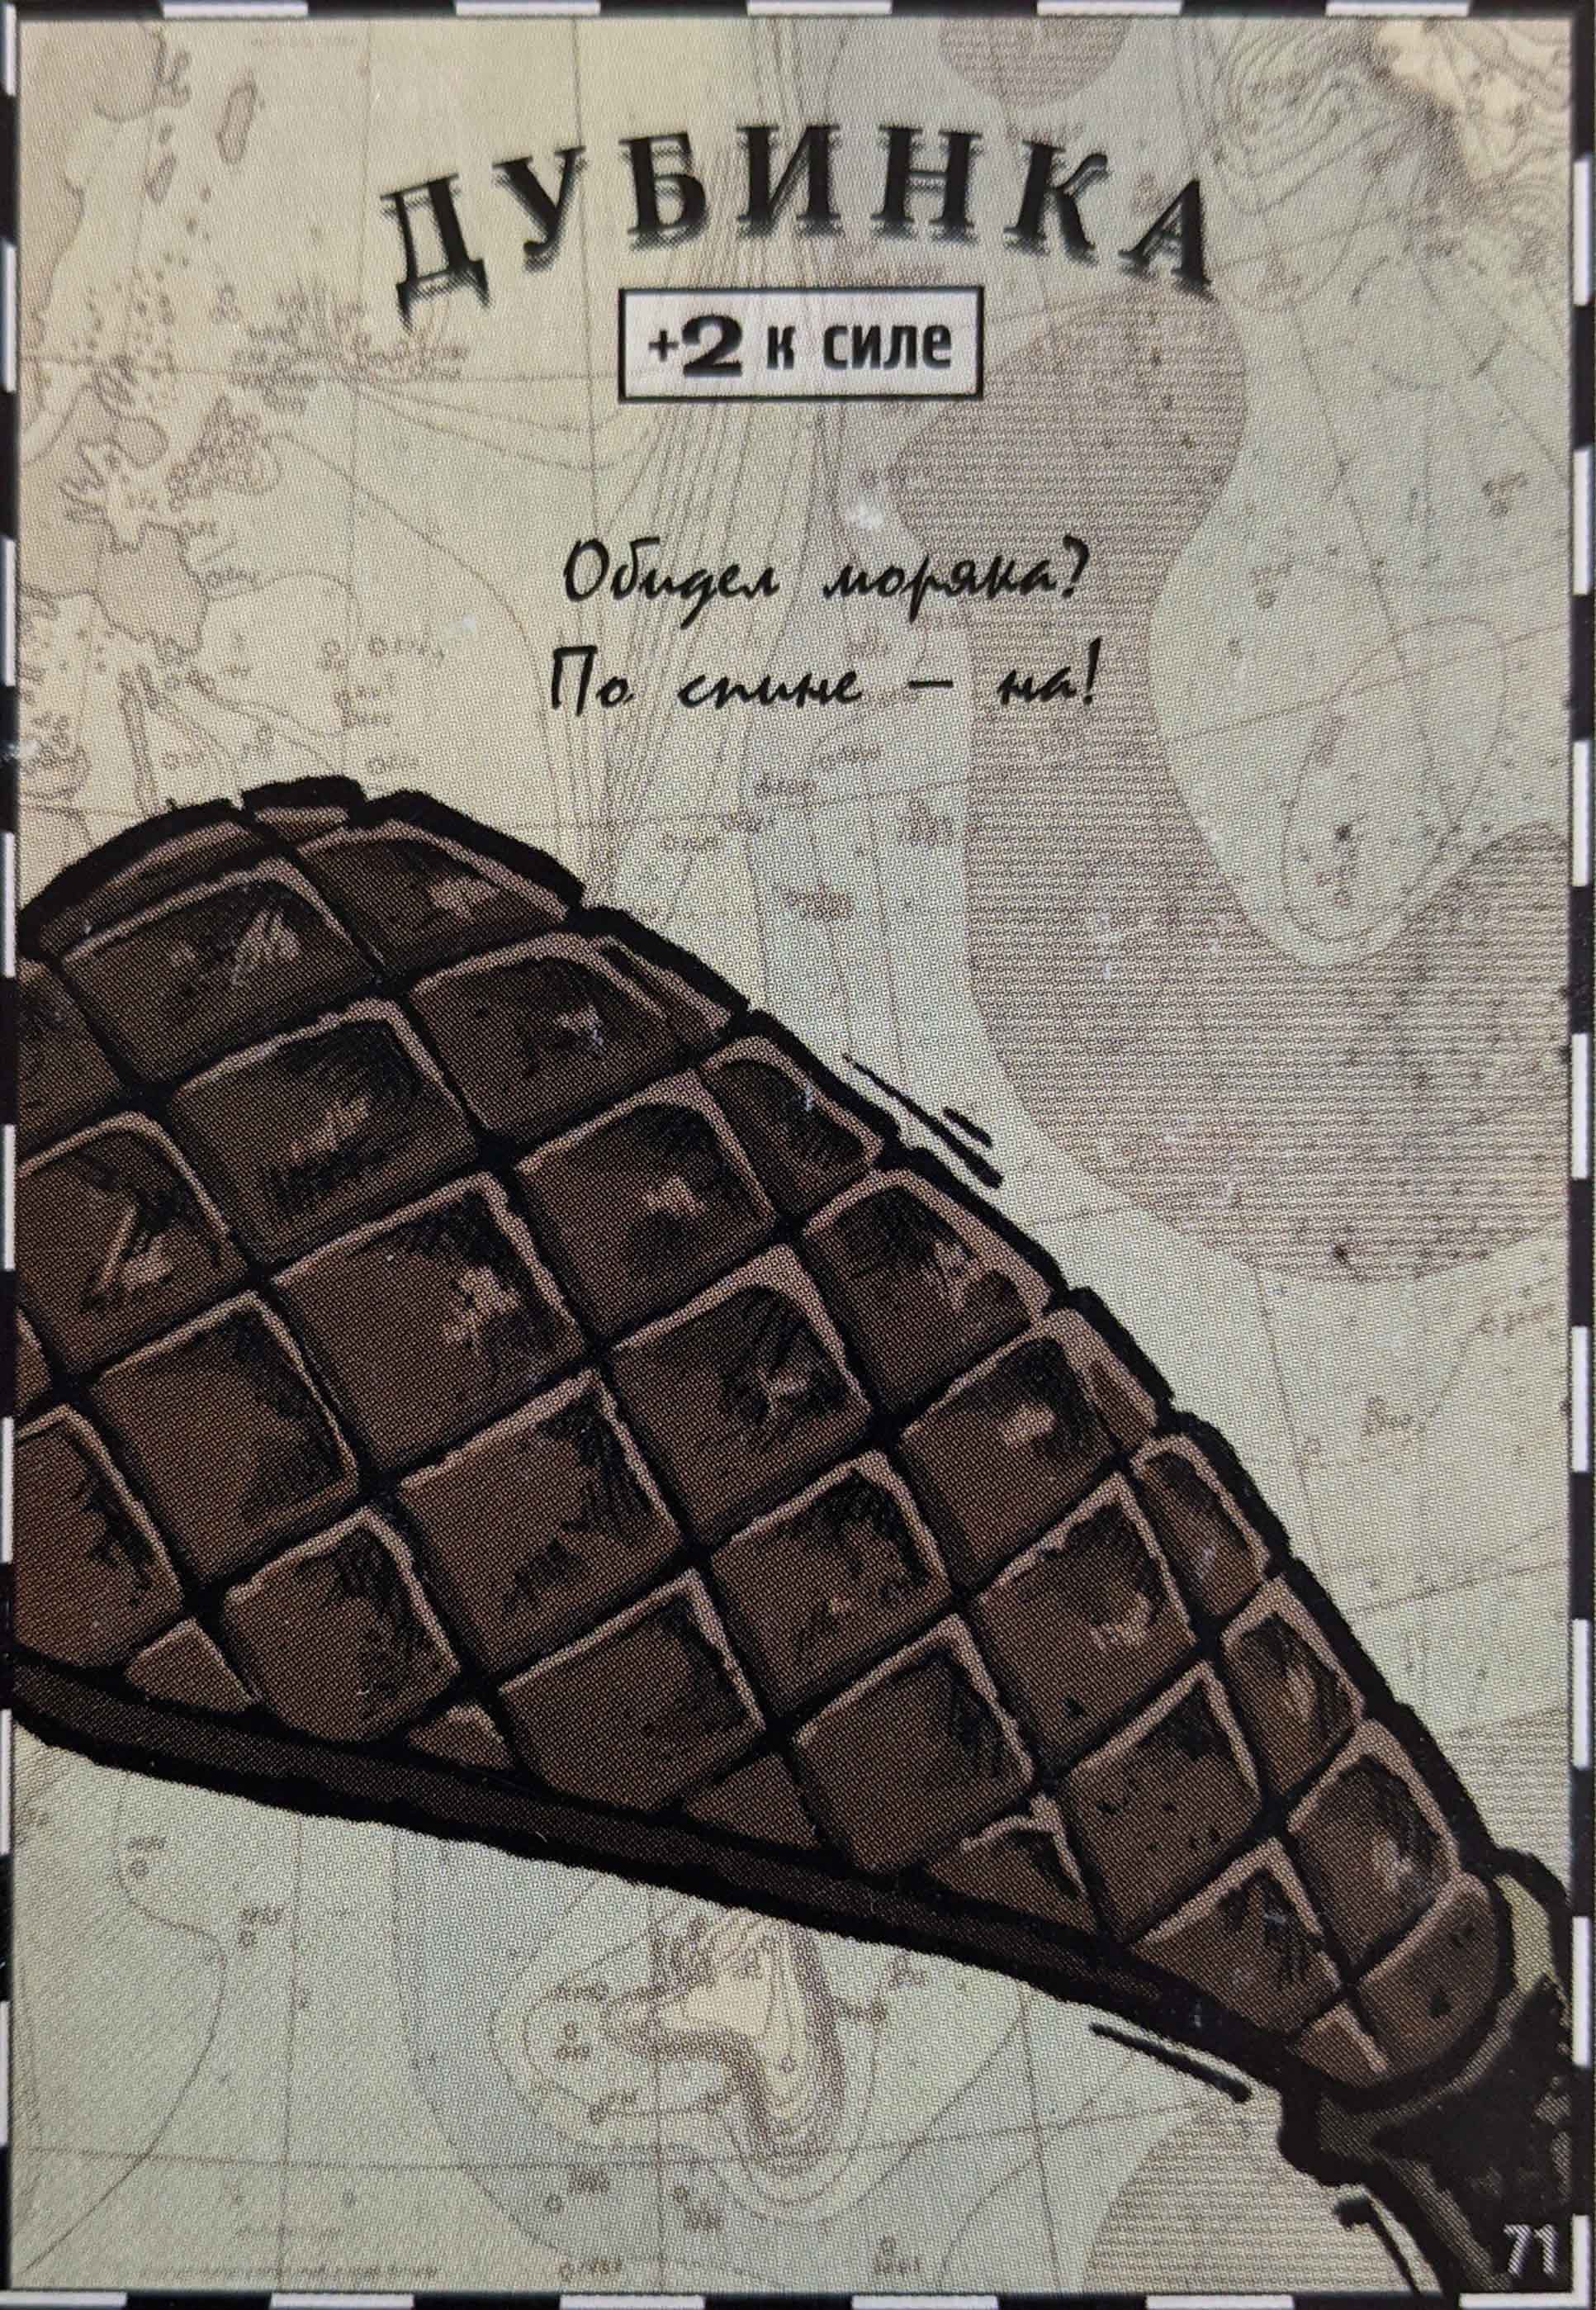 ДУБИНКА
+2 к силе
Обидел моряка?
По спине – на!
71